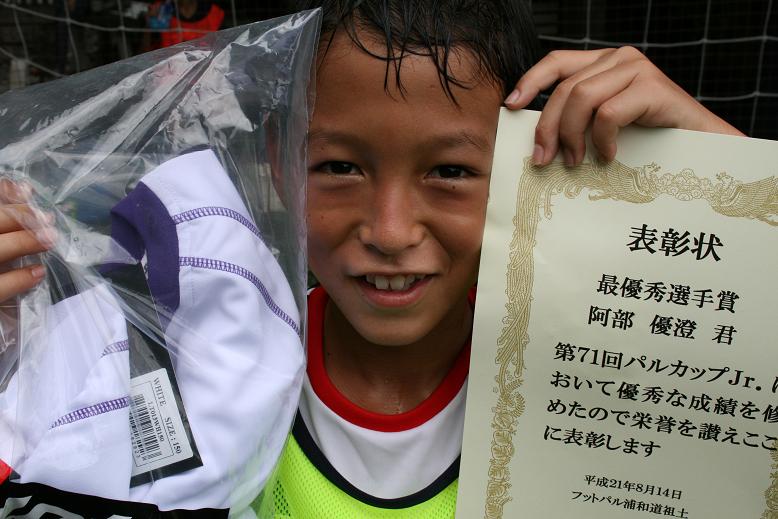 WHITE
SIZE : 150
表彰状
最優秀選手賞
阿部 優澄 君
第71回パルカップJr.に
おいて優秀な成績を修
めたので栄誉を讃えここ
に表彰します
平成21年8月14日
フットパル浦和道祖土